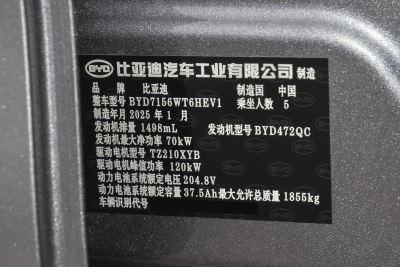 BYD 比亚迪汽车工业有限公司 制造
品牌 比亚迪 制造国 中国
整车型号 BYD7156WT6HEV1 乘坐人数 5
制造年月 2025 年 1 月
发动机排量 1498mL 发动机型号 BYD472QC
发动机最大净功率 70kW
驱动电机型号 TZ210XYB
驱动电机峰值功率 120kW
动力电池系统额定电压 204.8V
动力电池系统额定容量 37.5Ah 最大允许总质量 1855kg
车辆识别代号